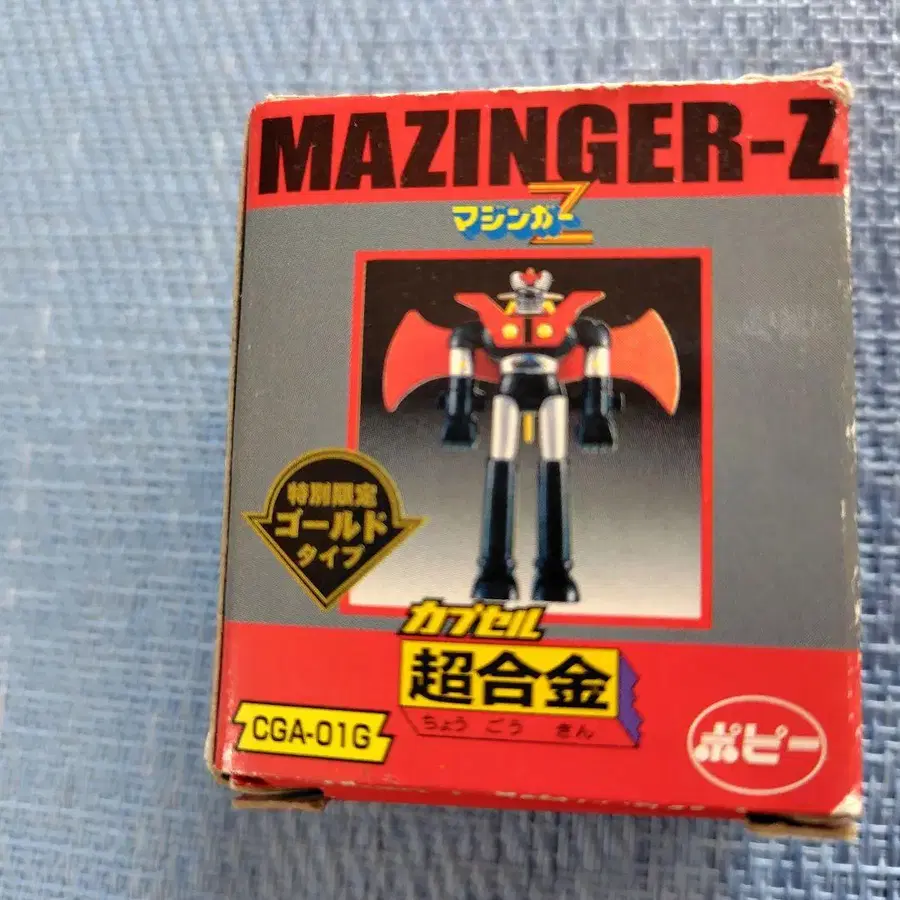 MAZINGER-Z
マジンガーZ
特別限定
ゴールド
タイプ
カプセル
超合金
ちょう ごう きん
CGA-01G
ポピー